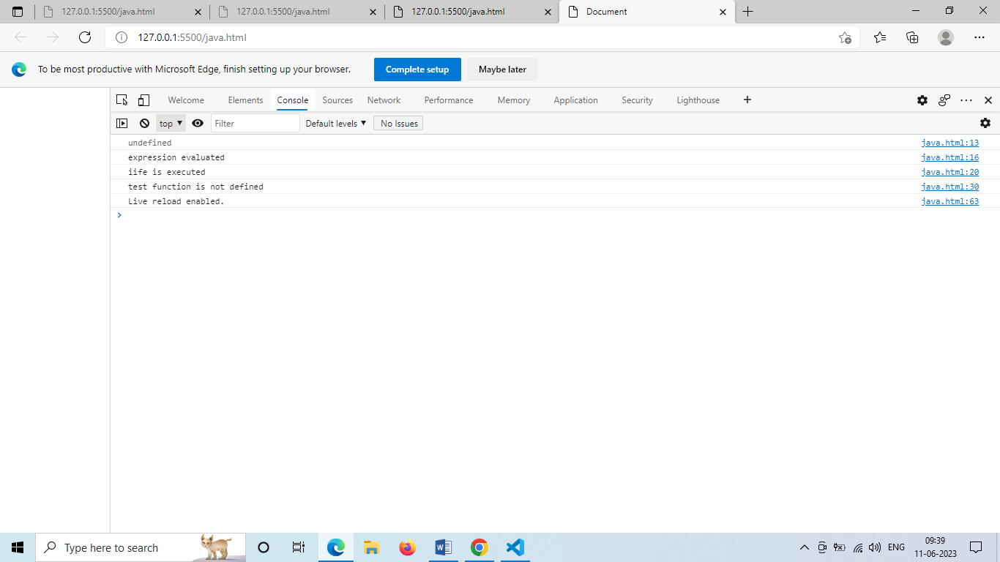 127.0.0.1:5500/java.html 127.0.0.1:5500/java.html 127.0.0.1:5500/java.html Document
127.0.0.1:5500/java.html
To be most productive with Microsoft Edge, finish setting up your browser. Complete setup Maybe later
Welcome Elements Console Sources Network Performance Memory Application Security Lighthouse
top Filter Default levels No Issues
undefined java.html:13
expression evaluated java.html:16
iife is executed java.html:20
test function is not defined java.html:30
Live reload enabled. java.html:63
Type here to search ENG 09:39
11-06-2023